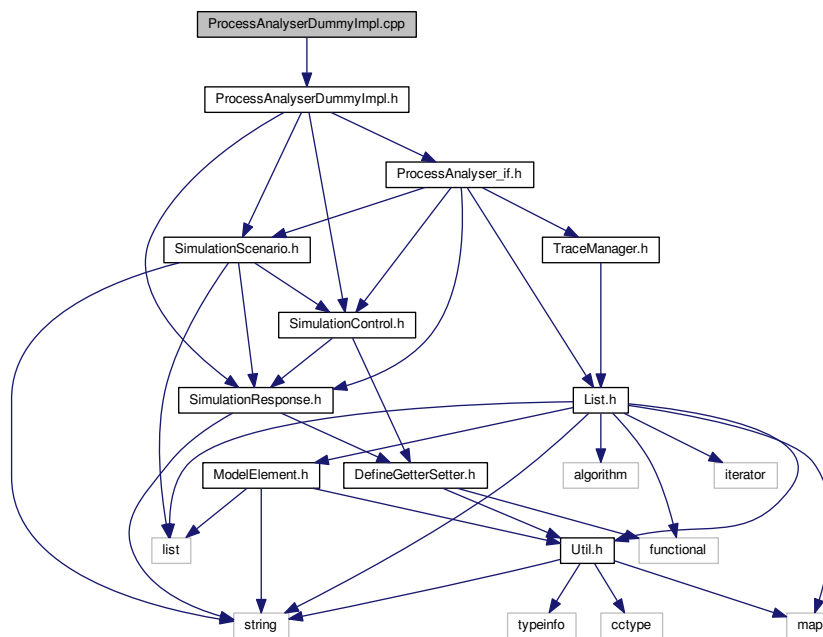 ProcessAnalyserDummyImpl.cpp
ProcessAnalyserDummyImpl.h
ProcessAnalyser_if.h
SimulationScenario.h
TraceManager.h
SimulationControl.h
SimulationResponse.h
List.h
ModelElement.h
DefineGetterSetter.h
algorithm
iterator
list
Util.h
functional
string
typeinfo
cctype
map